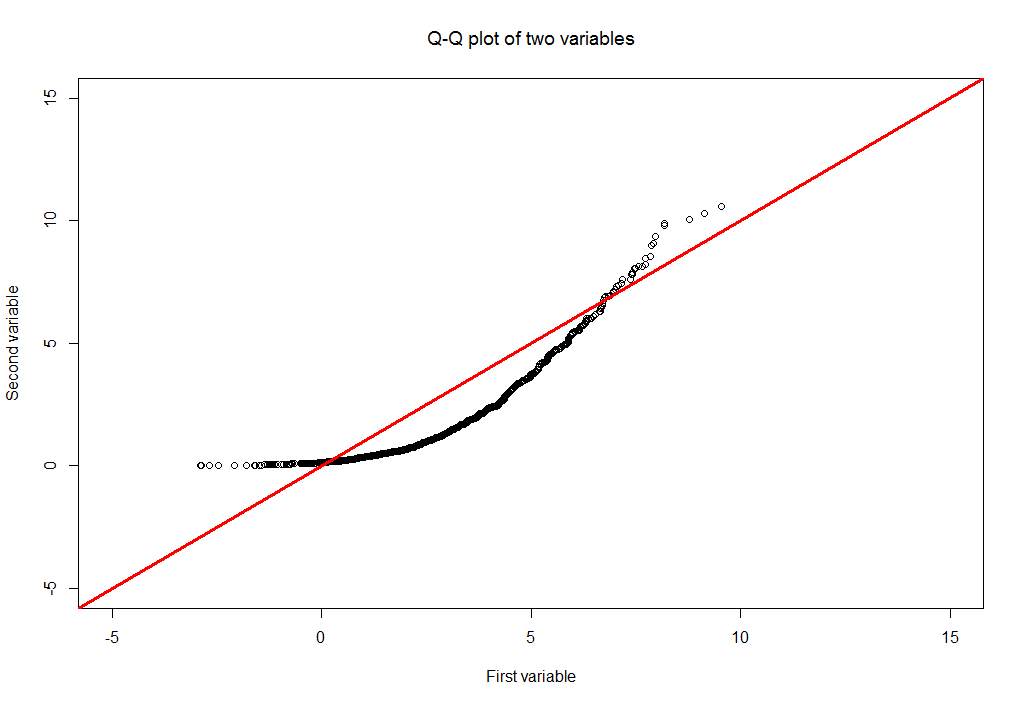 Q-Q plot of two variables
15
10
5
0
-5
Second variable
-5 0 5 10 15
First variable